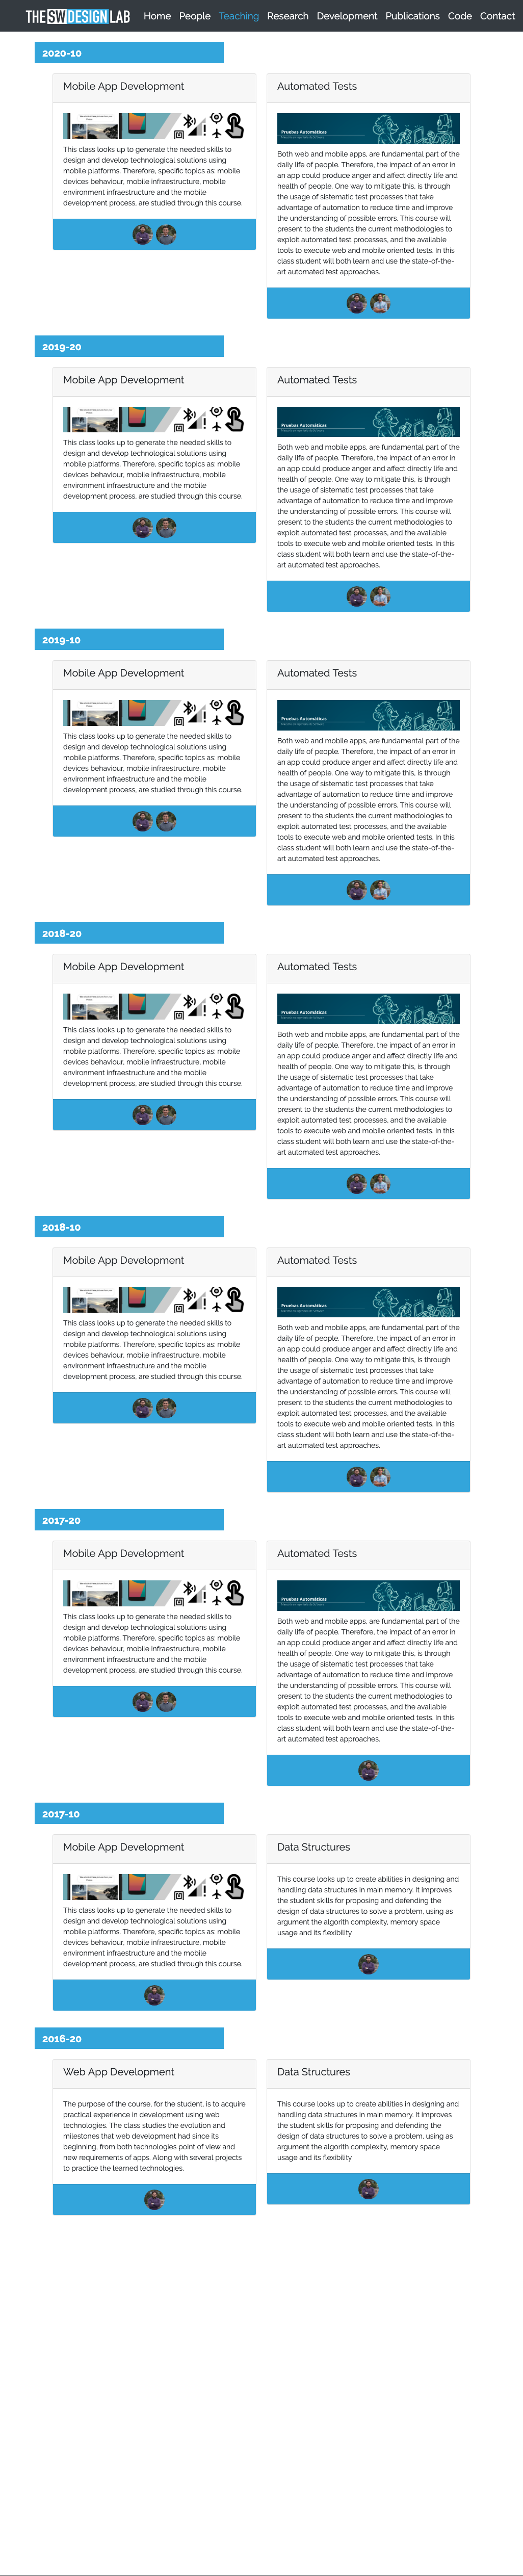 THE SW DESIGN LAB Home People Teaching Research Development Publications Code Contact
2020-10
Mobile App Development
This class looks up to generate the needed skills to
design and develop technological solutions using
mobile platforms. Therefore, specific topics as: mobile
devices behaviour, mobile infraestructure, mobile
environment infraestructure and the mobile
development process, are studied through this course.
Automated Tests
Pruebas Automáticas
Both web and mobile apps, are fundamental part of the
daily life of people. Therefore, the impact of an error in
an app could produce anger and affect directly life and
health of people. One way to mitigate this, is through
the usage of sistematic test processes that take
advantage of automation to reduce time and improve
the understanding of possible errors. This course will
present to the students the current methodologies to
exploit automated test processes, and the available
tools to execute web and mobile oriented tests. In this
class student will both learn and use the state-of-the-
art automated test approaches.
2019-20
Mobile App Development
This class looks up to generate the needed skills to
design and develop technological solutions using
mobile platforms. Therefore, specific topics as: mobile
devices behaviour, mobile infraestructure, mobile
environment infraestructure and the mobile
development process, are studied through this course.
Automated Tests
Pruebas Automáticas
Both web and mobile apps, are fundamental part of the
daily life of people. Therefore, the impact of an error in
an app could produce anger and affect directly life and
health of people. One way to mitigate this, is through
the usage of sistematic test processes that take
advantage of automation to reduce time and improve
the understanding of possible errors. This course will
present to the students the current methodologies to
exploit automated test processes, and the available
tools to execute web and mobile oriented tests. In this
class student will both learn and use the state-of-the-
art automated test approaches.
2019-10
Mobile App Development
This class looks up to generate the needed skills to
design and develop technological solutions using
mobile platforms. Therefore, specific topics as: mobile
devices behaviour, mobile infraestructure, mobile
environment infraestructure and the mobile
development process, are studied through this course.
Automated Tests
Pruebas Automáticas
Both web and mobile apps, are fundamental part of the
daily life of people. Therefore, the impact of an error in
an app could produce anger and affect directly life and
health of people. One way to mitigate this, is through
the usage of sistematic test processes that take
advantage of automation to reduce time and improve
the understanding of possible errors. This course will
present to the students the current methodologies to
exploit automated test processes, and the available
tools to execute web and mobile oriented tests. In this
class student will both learn and use the state-of-the-
art automated test approaches.
2018-20
Mobile App Development
This class looks up to generate the needed skills to
design and develop technological solutions using
mobile platforms. Therefore, specific topics as: mobile
devices behaviour, mobile infraestructure, mobile
environment infraestructure and the mobile
development process, are studied through this course.
Automated Tests
Pruebas Automáticas
Both web and mobile apps, are fundamental part of the
daily life of people. Therefore, the impact of an error in
an app could produce anger and affect directly life and
health of people. One way to mitigate this, is through
the usage of sistematic test processes that take
advantage of automation to reduce time and improve
the understanding of possible errors. This course will
present to the students the current methodologies to
exploit automated test processes, and the available
tools to execute web and mobile oriented tests. In this
class student will both learn and use the state-of-the-
art automated test approaches.
2018-10
Mobile App Development
This class looks up to generate the needed skills to
design and develop technological solutions using
mobile platforms. Therefore, specific topics as: mobile
devices behaviour, mobile infraestructure, mobile
environment infraestructure and the mobile
development process, are studied through this course.
Automated Tests
Pruebas Automáticas
Both web and mobile apps, are fundamental part of the
daily life of people. Therefore, the impact of an error in
an app could produce anger and affect directly life and
health of people. One way to mitigate this, is through
the usage of sistematic test processes that take
advantage of automation to reduce time and improve
the understanding of possible errors. This course will
present to the students the current methodologies to
exploit automated test processes, and the available
tools to execute web and mobile oriented tests. In this
class student will both learn and use the state-of-the-
art automated test approaches.
2017-20
Mobile App Development
This class looks up to generate the needed skills to
design and develop technological solutions using
mobile platforms. Therefore, specific topics as: mobile
devices behaviour, mobile infraestructure, mobile
environment infraestructure and the mobile
development process, are studied through this course.
Automated Tests
Pruebas Automáticas
Both web and mobile apps, are fundamental part of the
daily life of people. Therefore, the impact of an error in
an app could produce anger and affect directly life and
health of people. One way to mitigate this, is through
the usage of sistematic test processes that take
advantage of automation to reduce time and improve
the understanding of possible errors. This course will
present to the students the current methodologies to
exploit automated test processes, and the available
tools to execute web and mobile oriented tests. In this
class student will both learn and use the state-of-the-
art automated test approaches.
2017-10
Mobile App Development
This class looks up to generate the needed skills to
design and develop technological solutions using
mobile platforms. Therefore, specific topics as: mobile
devices behaviour, mobile infraestructure, mobile
environment infraestructure and the mobile
development process, are studied through this course.
Data Structures
This course looks up to create abilities in designing and
handling data structures in main memory. It improves
the student skills for proposing and defending the
design of data structures to solve a problem, using as
argument the algorith complexity, memory space
usage and its flexibility
2016-20
Web App Development
The purpose of the course, for the student, is to acquire
practical experience in development using web
technologies. The class studies the evolution and
milestones that web development had since its
beginning, from both technologies point of view and
new requirements of apps. Along with several projects
to practice the learned technologies.
Data Structures
This course looks up to create abilities in designing and
handling data structures in main memory. It improves
the student skills for proposing and defending the
design of data structures to solve a problem, using as
argument the algorith complexity, memory space
usage and its flexibility